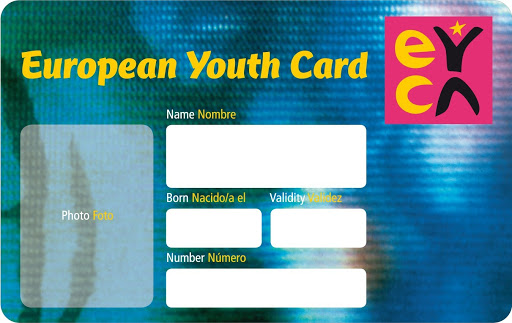 European Youth Card
eyca
Name Nombre
Photo Foto
Born Nacido/a el Validity Validez
Number Número